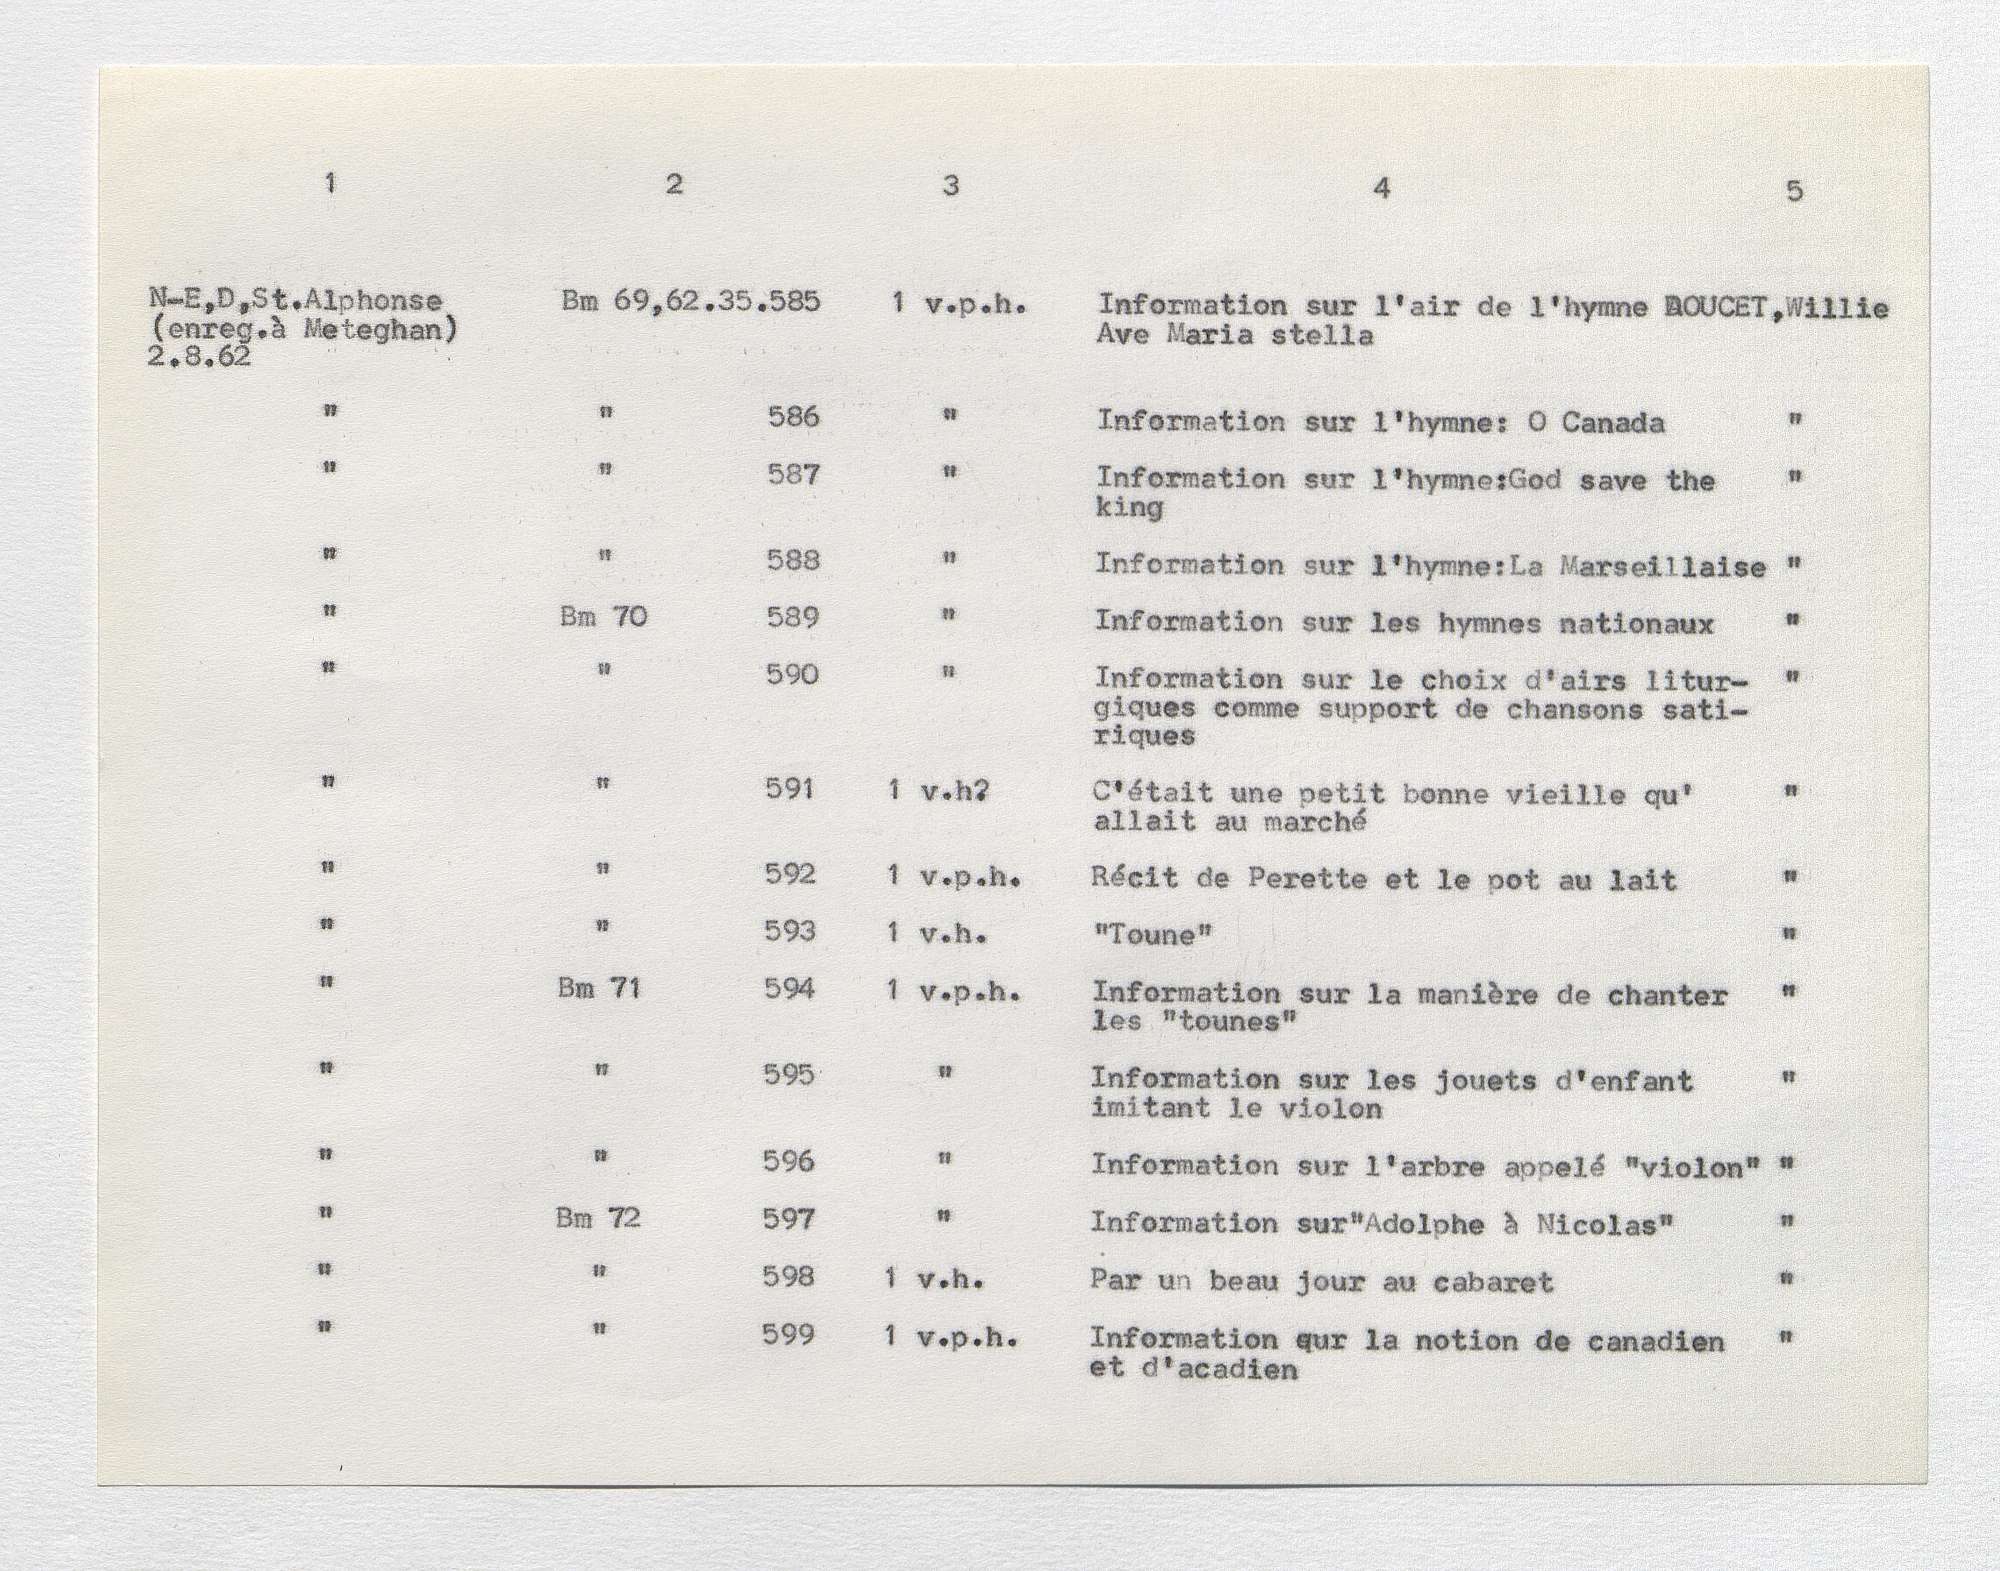 1 2 3 4 5
N-E,D,St.Alphonse Bm 69,62.35.585 1 v.p.h. Information sur l'air de l'hymne DOUCET,Willie
(enreg.à Meteghan) Ave Maria stella
2.8.62
" " 586 " Information sur l'hymne: O Canada "
" " 587 " Information sur l'hymne:God save the "
king
" " 588 " Information sur l'hymne:La Marseillaise "
" Bm 70 589 " Information sur les hymnes nationaux "
" " 590 " Information sur le choix d'airs litur- "
giques comme support de chansons sati-
riques
" " 591 1 v.h? C'était une petit bonne vieille qu' "
allait au marché
" " 592 1 v.p.h. Récit de Perette et le pot au lait "
" " 593 1 v.h. "Toune" "
" Bm 71 594 1 v.p.h. Information sur la manière de chanter "
les "tounes"
" " 595 " Information sur les jouets d'enfant "
imitant le violon
" " 596 " Information sur l'arbre appelé "violon" "
" Bm 72 597 " Information sur"Adolphe à Nicolas" "
" " 598 1 v.h. Par un beau jour au cabaret "
" " 599 1 v.p.h. Information qur la notion de canadien "
et d'acadien